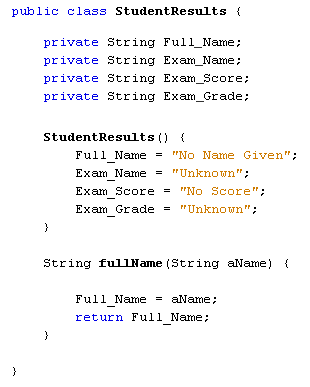 public class StudentResults {
private String Full_Name;
private String Exam_Name;
private String Exam_Score;
private String Exam_Grade;
StudentResults() {
Full_Name = "No Name Given";
Exam_Name = "Unknown";
Exam_Score = "No Score";
Exam_Grade = "Unknown";
}
String fullName(String aName) {
Full_Name = aName;
return Full_Name;
}
}